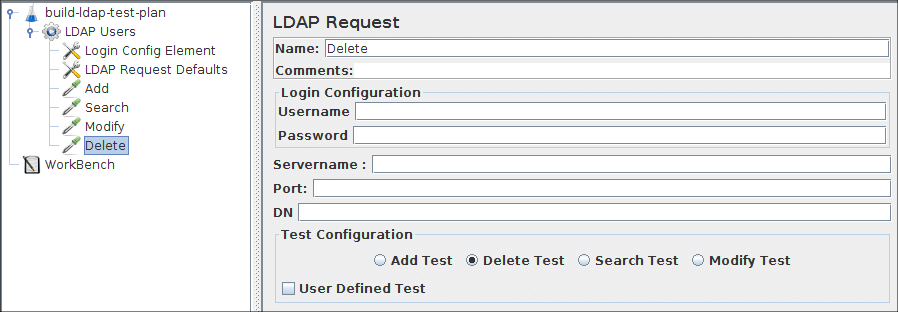 build-ldap-test-plan
LDAP Users
Login Config Element
LDAP Request Defaults
Add
Search
Modify
Delete
WorkBench
LDAP Request
Name: Delete
Comments:
Login Configuration
Username
Password
Servername :
Port:
DN
Test Configuration
Add Test Delete Test Search Test Modify Test
User Defined Test